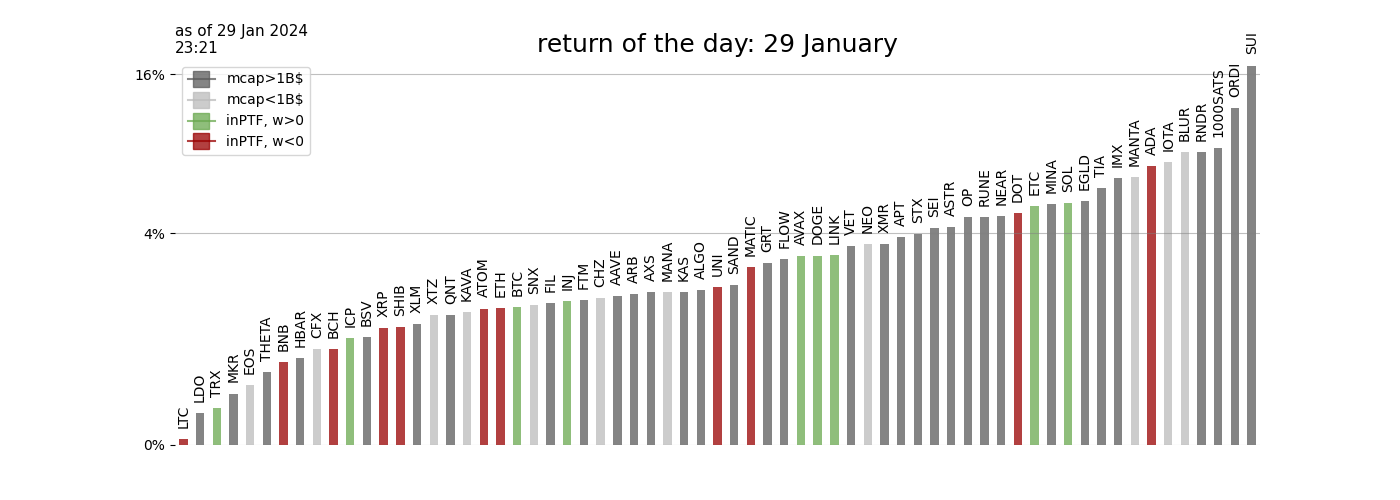 as of 29 Jan 2024
23:21
return of the day: 29 January
16%
4%
0%
mcap>1B$
mcap<1B$
inPTF, w>0
inPTF, w<0
LTC
LDO
TRX
MKR
EOS
THETA
BNB
HBAR
CFX
BCH
ICP
BSV
XRP
SHIB
XLM
XTZ
QNT
KAVA
ATOM
ETH
BTC
SNX
FIL
INJ
FTM
CHZ
AAVE
ARB
AXS
MANA
KAS
ALGO
UNI
SAND
MATIC
GRT
FLOW
AVAX
DOGE
LINK
VET
NEO
XMR
APT
STX
SEI
ASTR
OP
RUNE
NEAR
DOT
ETC
MINA
SOL
EGLD
TIA
IMX
MANTA
ADA
IOTA
BLUR
RNDR
1000SATS
ORDI
SUI